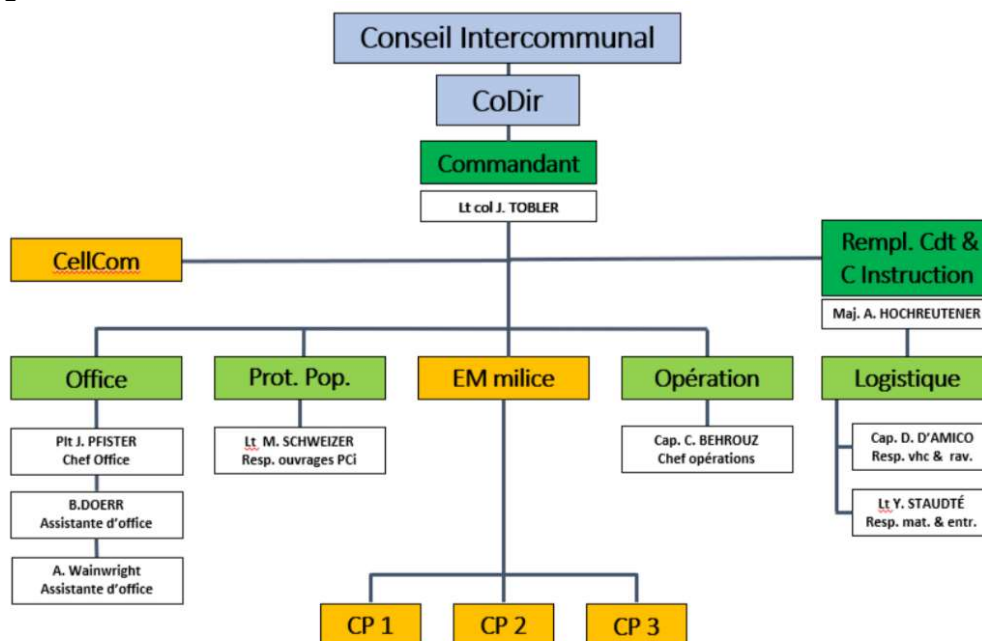 Conseil Intercommunal
CoDir
Commandant
Lt col J. TOBLER
CellCom
Rempl. Cdt &
C Instruction
Maj. A. HOCHREUTENER
Office
Prot. Pop.
EM milice
Opération
Logistique
Plt J. PFISTER
Chef Office
Lt M. SCHWEIZER
Resp. ouvrages PCi
Cap. C. BEHROUZ
Chef opérations
Cap. D. D'AMICO
Resp. vhc & rav.
B.DOERR
Assistante d'office
Lt Y. STAUDTÉ
Resp. mat. & entr.
A. Wainwright
Assistante d'office
CP 1
CP 2
CP 3